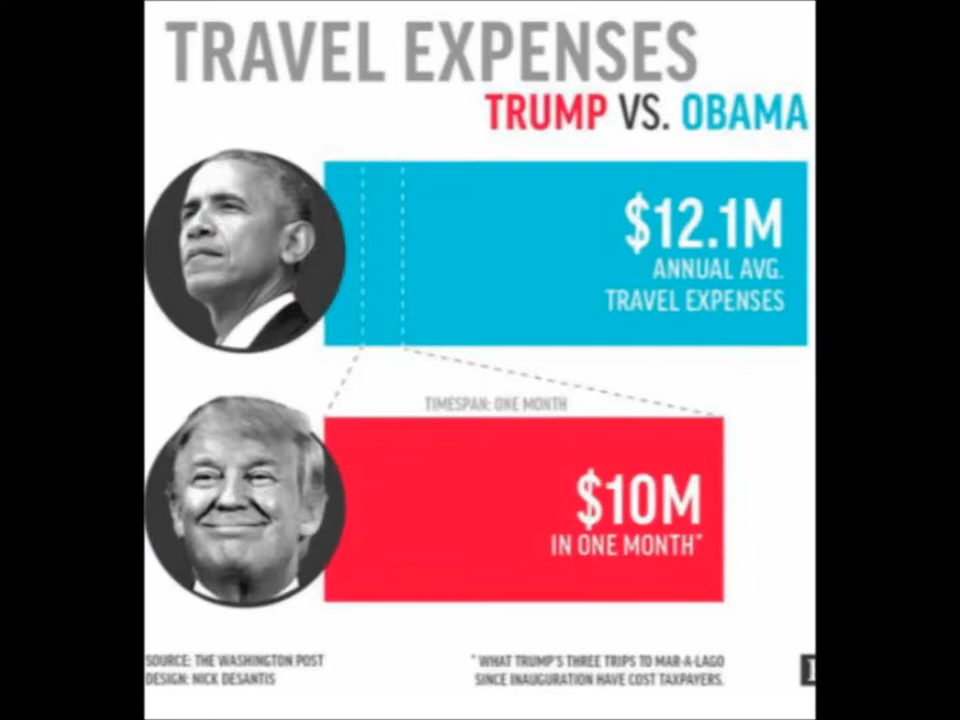 TRAVEL EXPENSES
TRUMP VS. OBAMA
$12.1M
ANNUAL AVG.
TRAVEL EXPENSES
TIMESPAN: ONE MONTH
$10M
IN ONE MONTH*
SOURCE: THE WASHINGTON POST
DESIGN: NICK DESANTIS
* WHAT TRUMP'S THREE TRIPS TO MAR-A-LAGO
SINCE INAUGURATION HAVE COST TAXPAYERS.